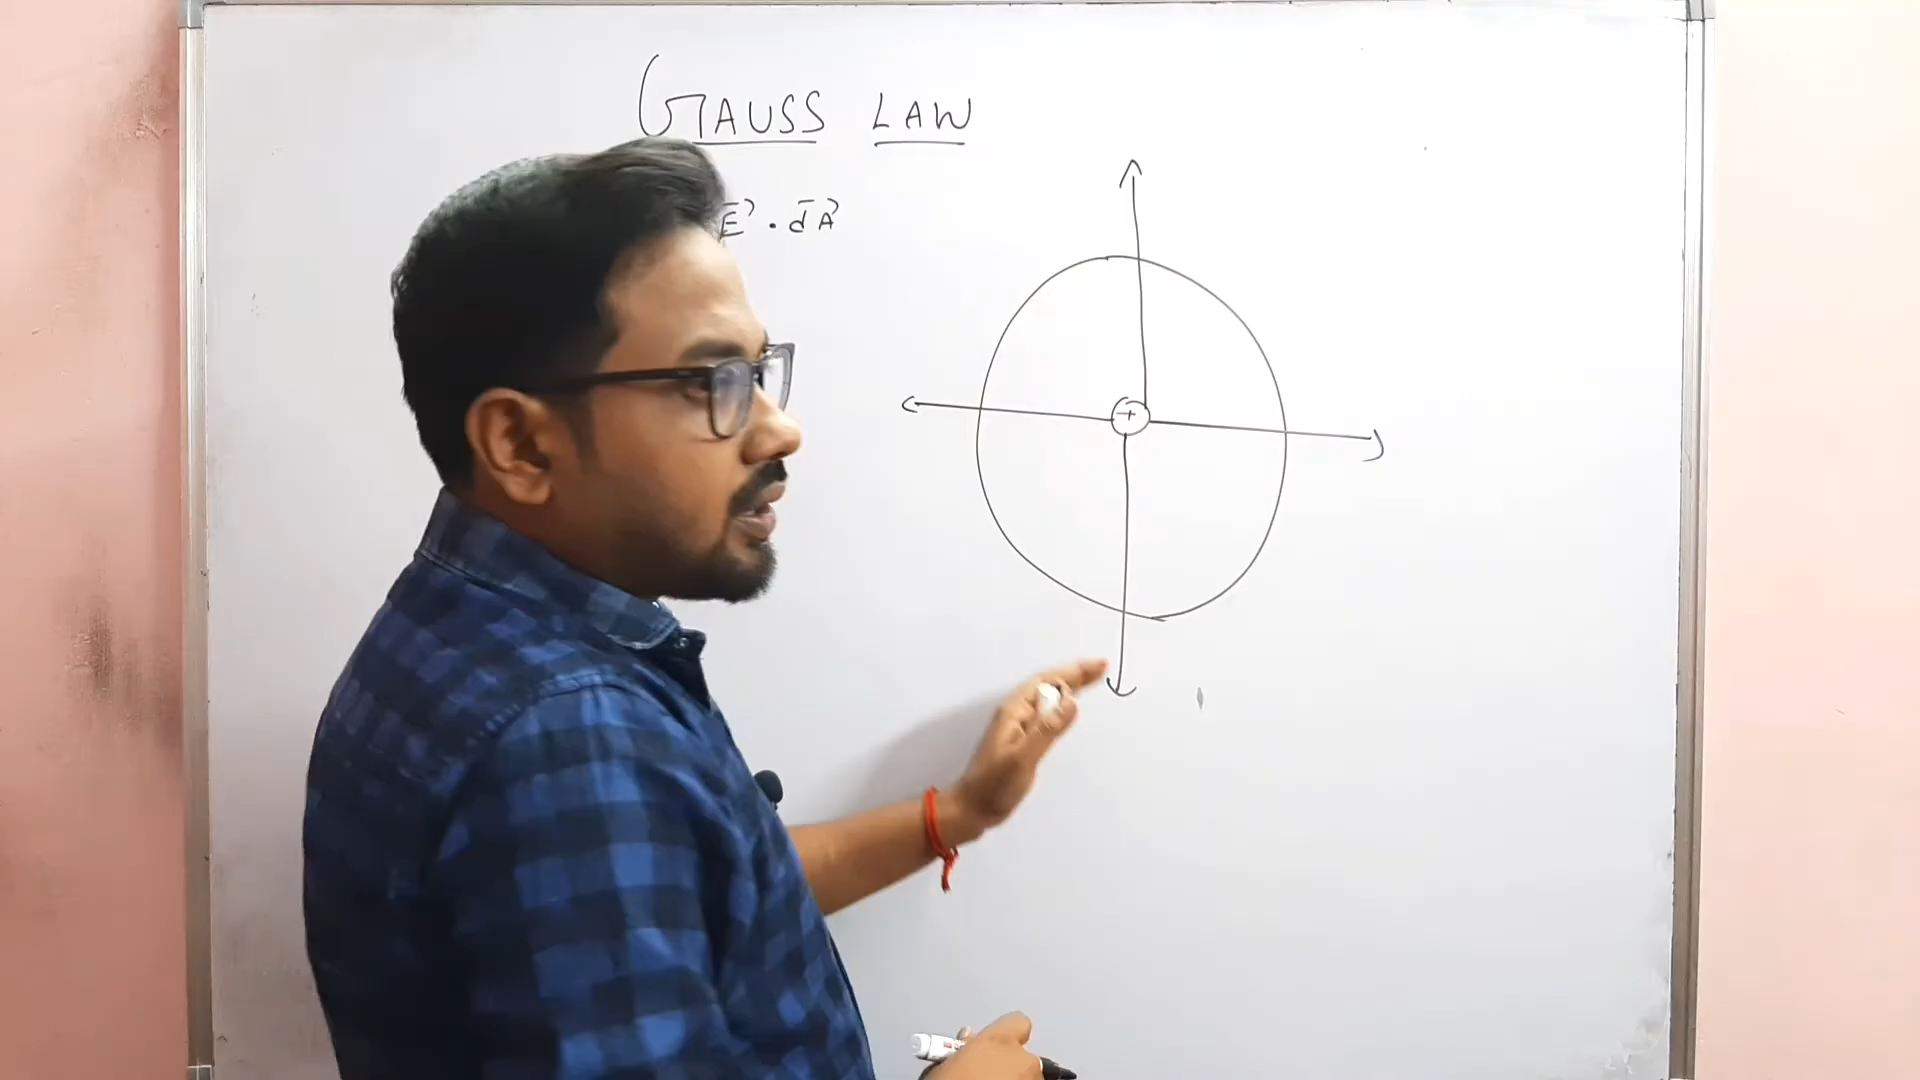 GAUSS LAW
E⃗ . dA⃗
+